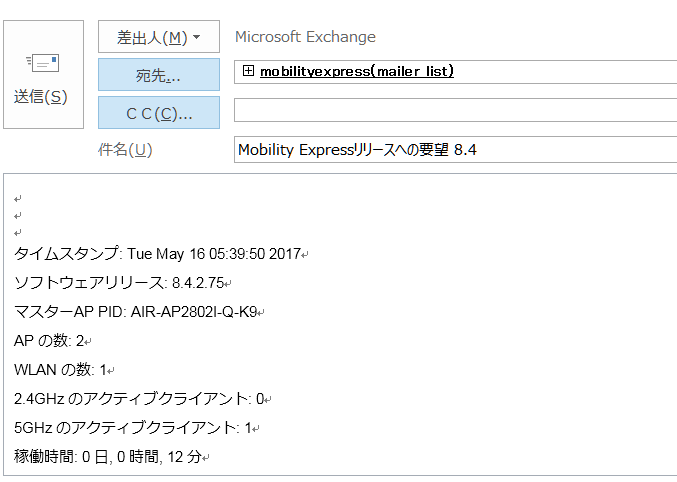 差出人(M)
Microsoft Exchange
宛先...
mobilityexpress(mailer list)
送信(S)
ＣＣ(C)...
件名(U)
Mobility Expressリリースへの要望 8.4
タイムスタンプ: Tue May 16 05:39:50 2017
ソフトウェアリリース: 8.4.2.75
マスターAP PID: AIR-AP2802I-Q-K9
AP の数: 2
WLAN の数: 1
2.4GHz のアクティブクライアント: 0
5GHz のアクティブクライアント: 1
稼働時間: 0 日, 0 時間, 12 分